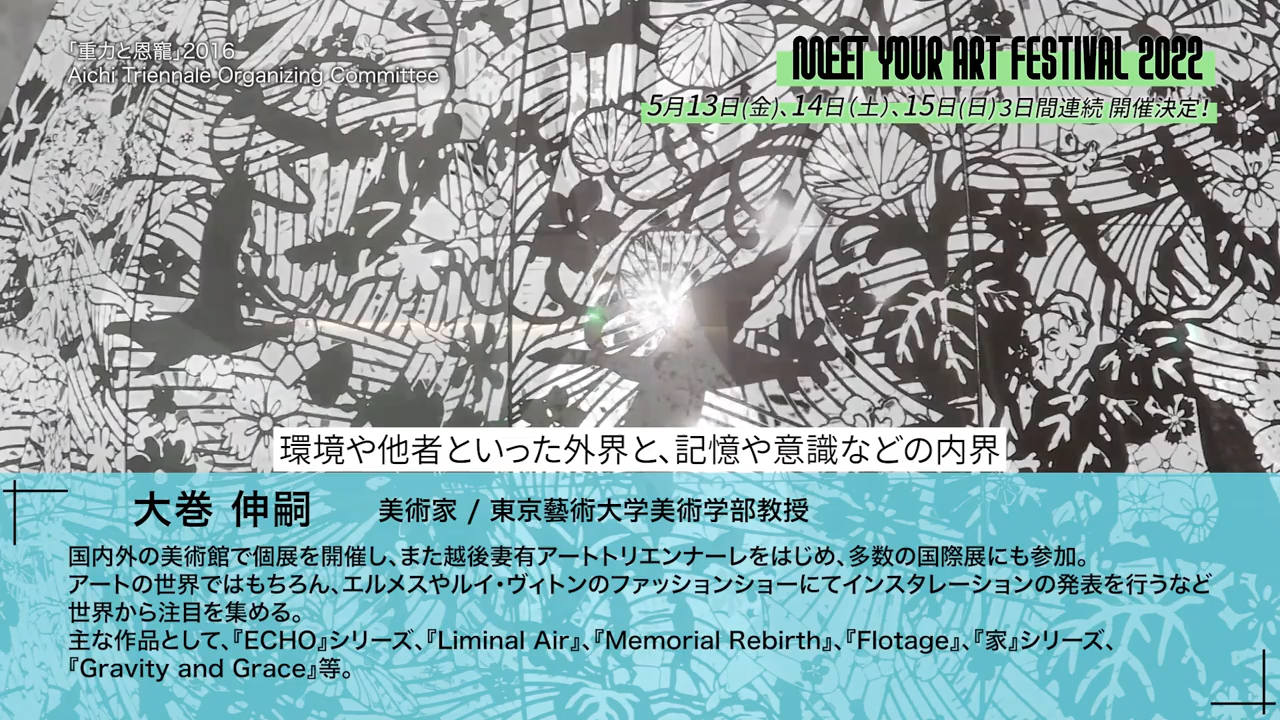 「重力と恩寵」2016
Aichi Triennale Organizing Committee
MEET YOUR ART FESTIVAL 2022
5月13日(金)、14日(土)、15日(日)3日間連続 開催決定!
環境や他者といった外界と、記憶や意識などの内界
大巻 伸嗣 美術家 / 東京藝術大学美術学部教授
国内外の美術館で個展を開催し、また越後妻有アートトリエンナーレをはじめ、多数の国際展にも参加。
アートの世界ではもちろん、エルメスやルイ・ヴィトンのファッションショーにてインスタレーションの発表を行うなど
世界から注目を集める。
主な作品として、『ECHO』シリーズ、『Liminal Air』、『Memorial Rebirth』、『Flotage』、『家』シリーズ、
『Gravity and Grace』等。